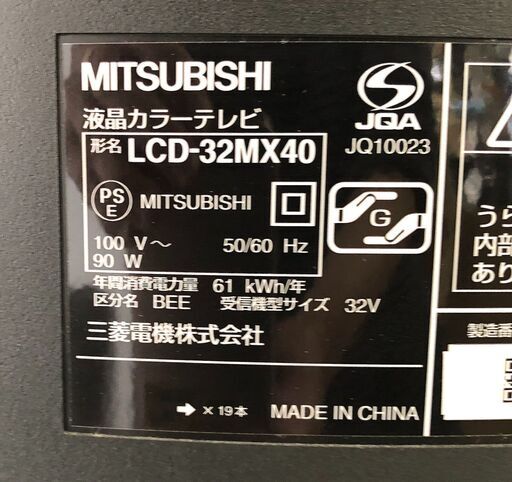 MITSUBISHI
液晶カラーテレビ
形名 LCD-32MX40
PS
E
MITSUBISHI
100 V～ 50/60 Hz
90 W
年間消費電力量 61 kWh/年
区分名 BEE 受信機型サイズ 32V
三菱電機株式会社
➔ × 19本 MADE IN CHINA
S
JQA
JQ10023
G
うら
内部
あり
製造番